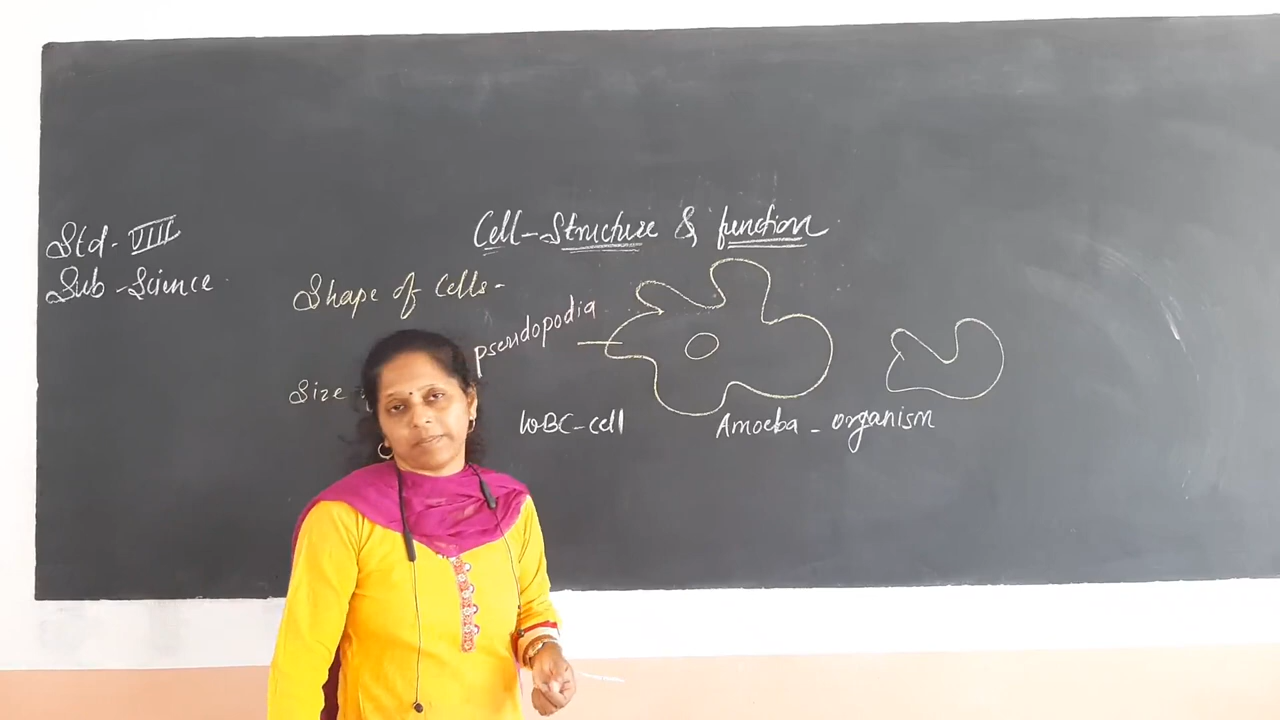 Std - VIII
Sub - Science
Cell - Structure & function
Shape of Cells -
pseudopodia
Size
WBC - cell
Amoeba - organism